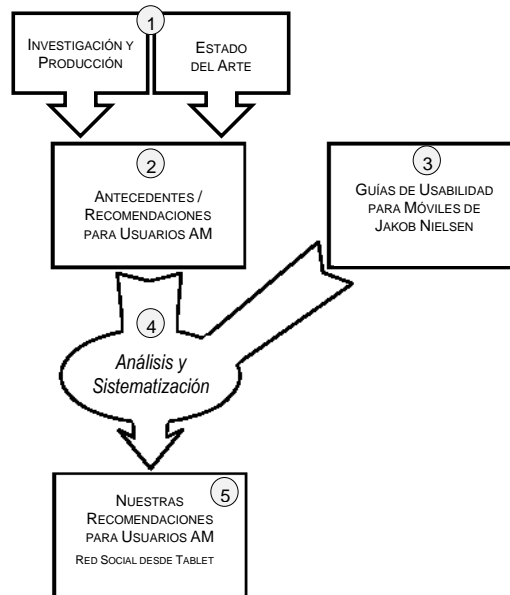 1
INVESTIGACIÓN Y
PRODUCCIÓN
ESTADO
DEL ARTE
2
ANTECEDENTES /
RECOMENDACIONES
PARA USUARIOS AM
3
GUÍAS DE USABILIDAD
PARA MÓVILES DE
JAKOB NIELSEN
4
Análisis y
Sistematización
5
NUESTRAS
RECOMENDACIONES
PARA USUARIOS AM
RED SOCIAL DESDE TABLET